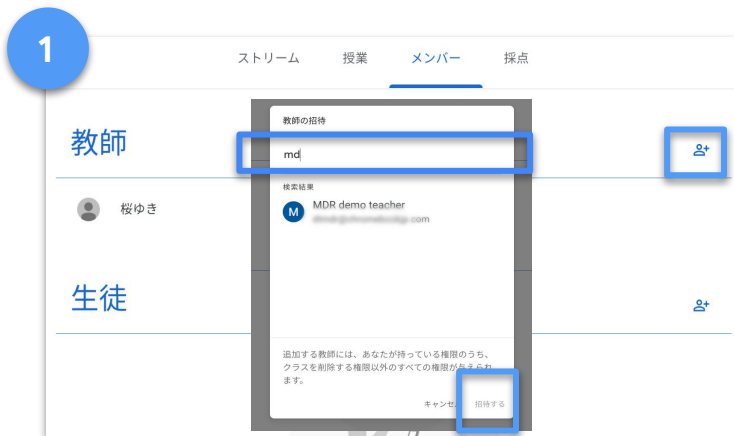 1
ストリーム 授業 メンバー 採点
教師
桜ゆき
生徒
教師の招待
md
検索結果
M
MDR demo teacher
.com
追加する教師には、あなたが持っている権限のうち、
クラスを削除する権限以外のすべての権限が与えられ
ます。
キャンセル 招待する